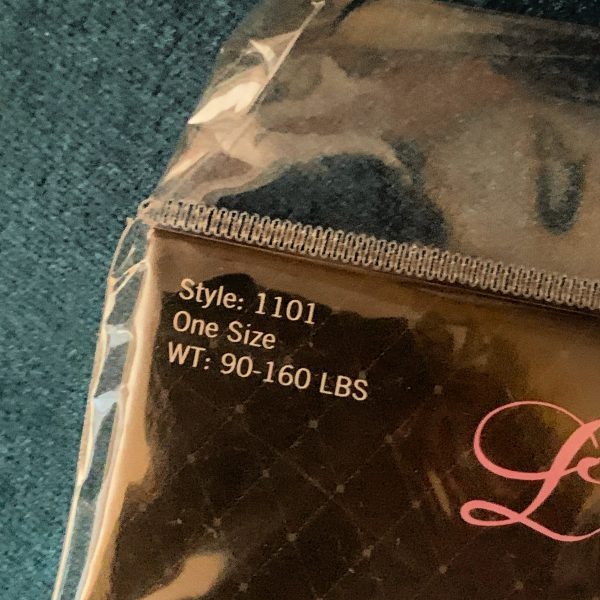 Style: 1101
One Size
WT: 90-160 LBS